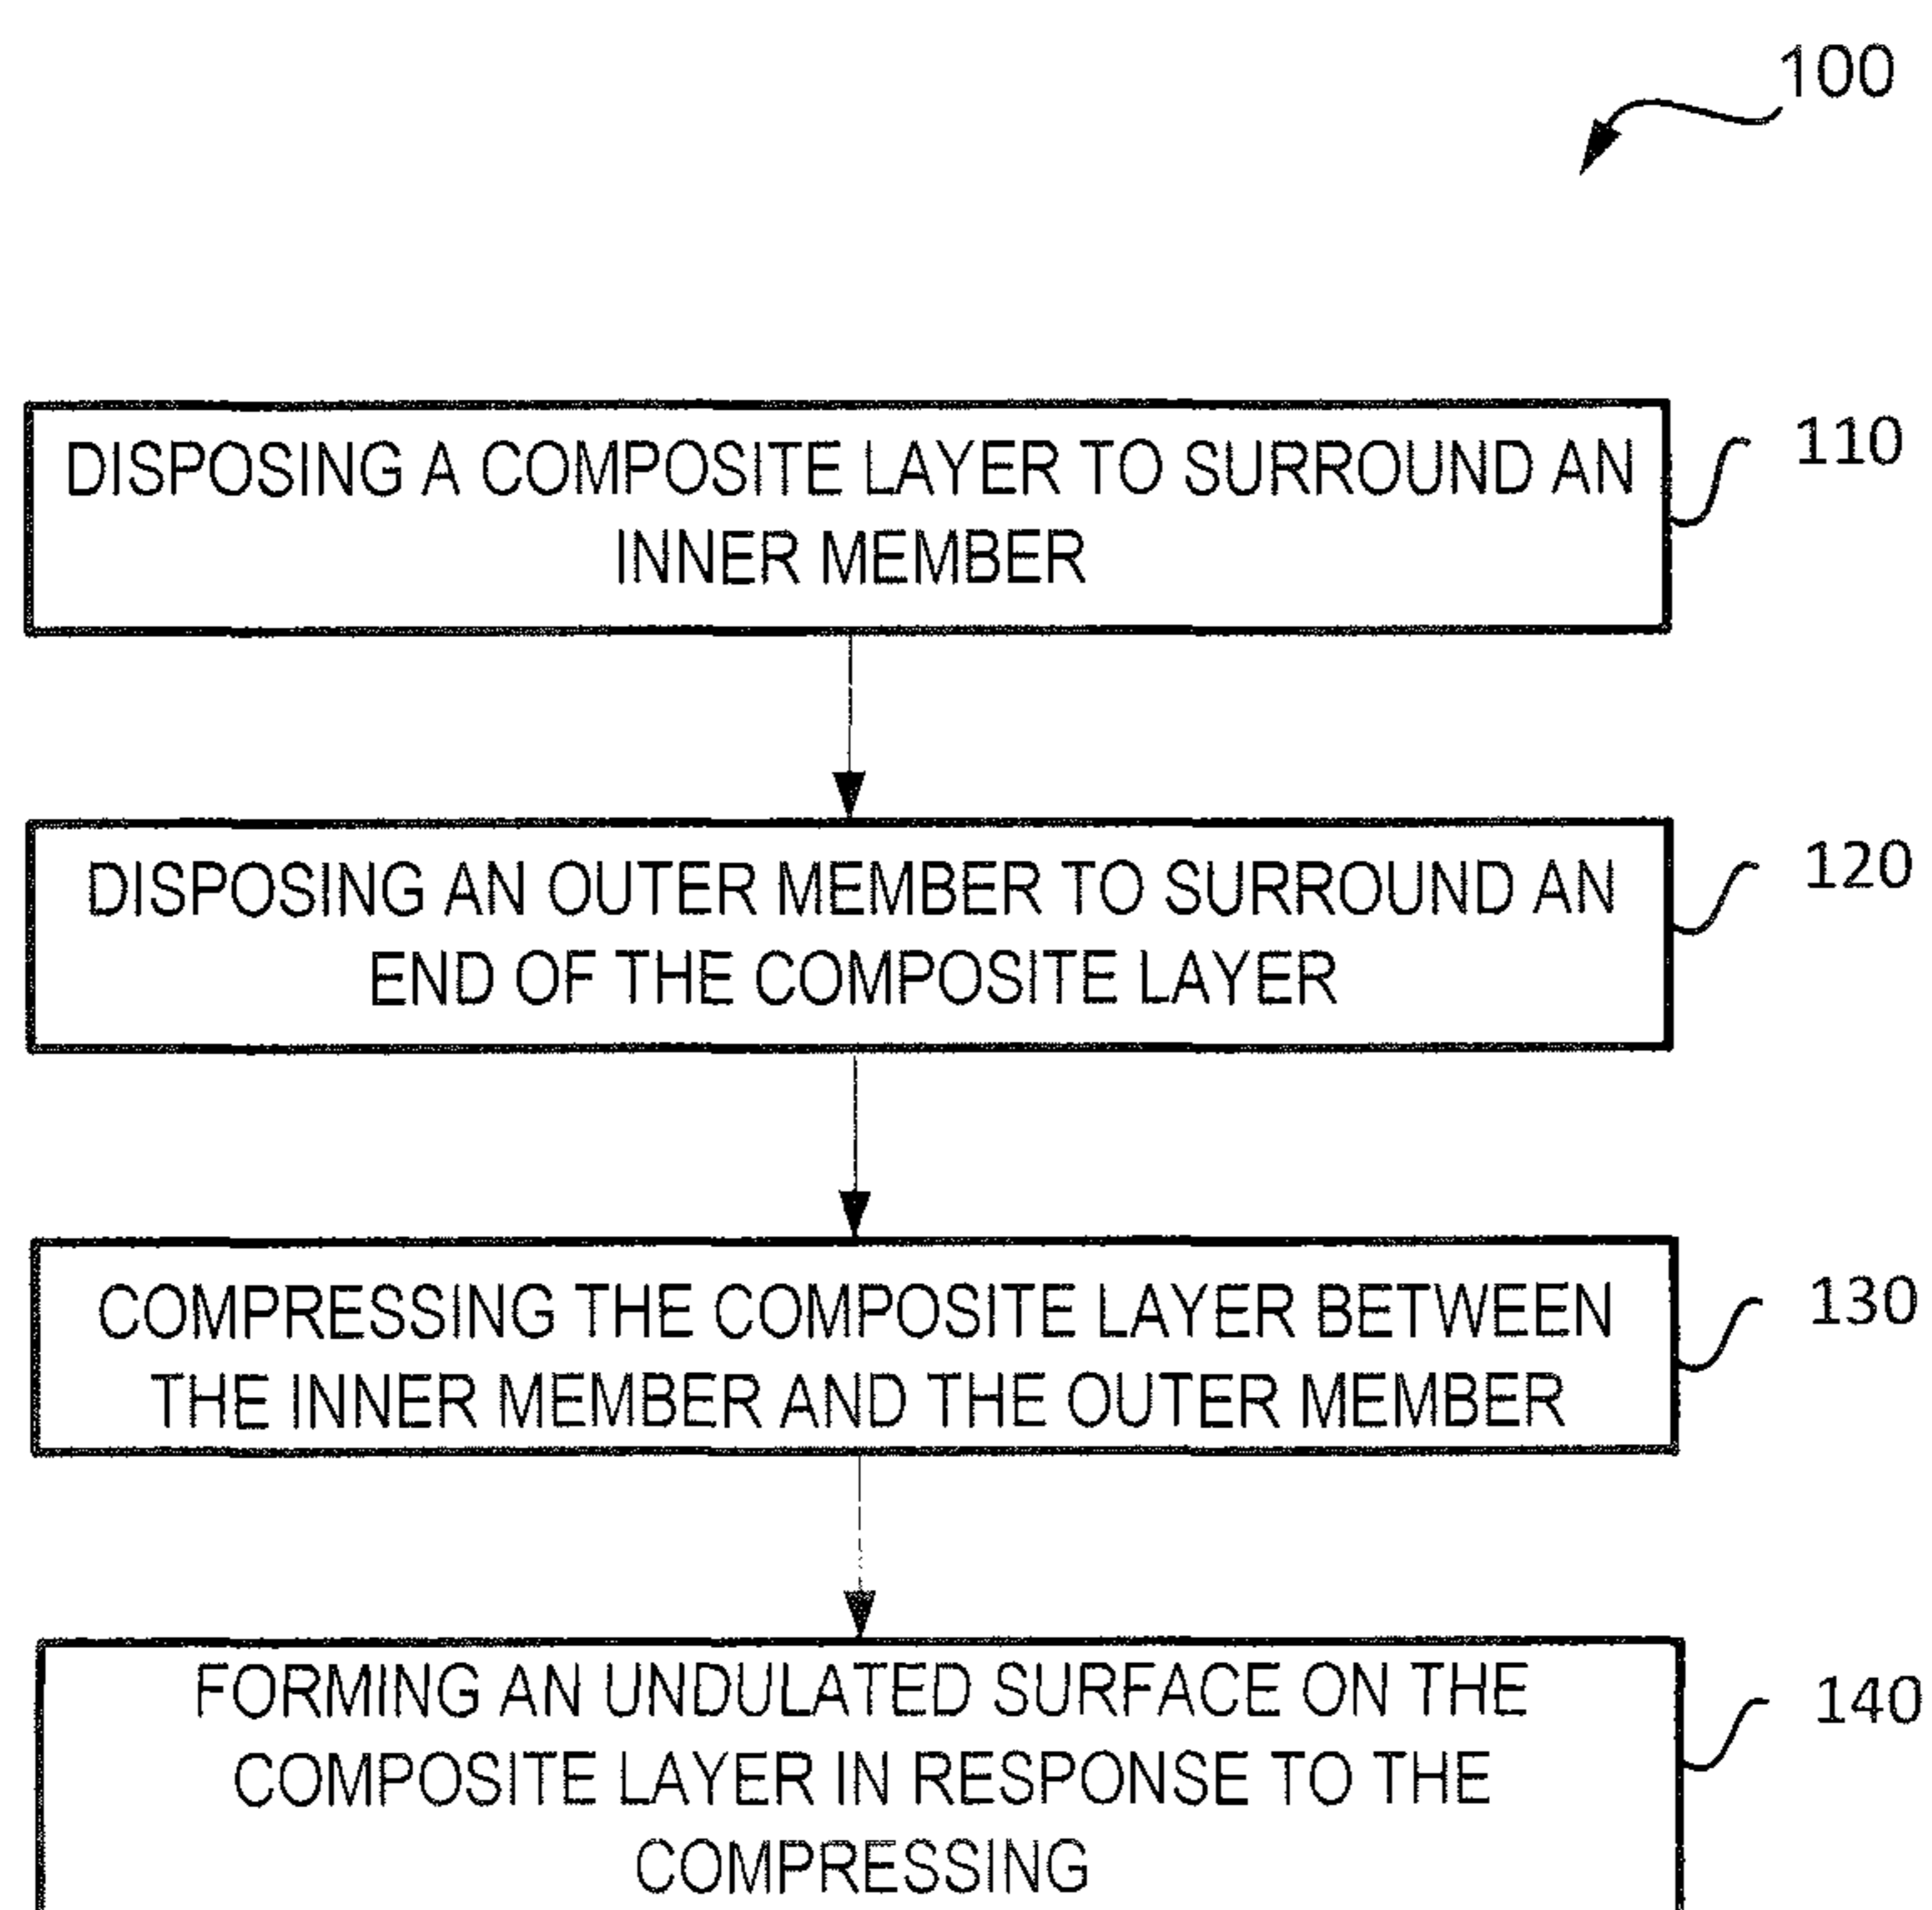 100
DISPOSING A COMPOSITE LAYER TO SURROUND AN
INNER MEMBER
110
DISPOSING AN OUTER MEMBER TO SURROUND AN
END OF THE COMPOSITE LAYER
120
COMPRESSING THE COMPOSITE LAYER BETWEEN
THE INNER MEMBER AND THE OUTER MEMBER
130
FORMING AN UNDULATED SURFACE ON THE
COMPOSITE LAYER IN RESPONSE TO THE
COMPRESSING
140